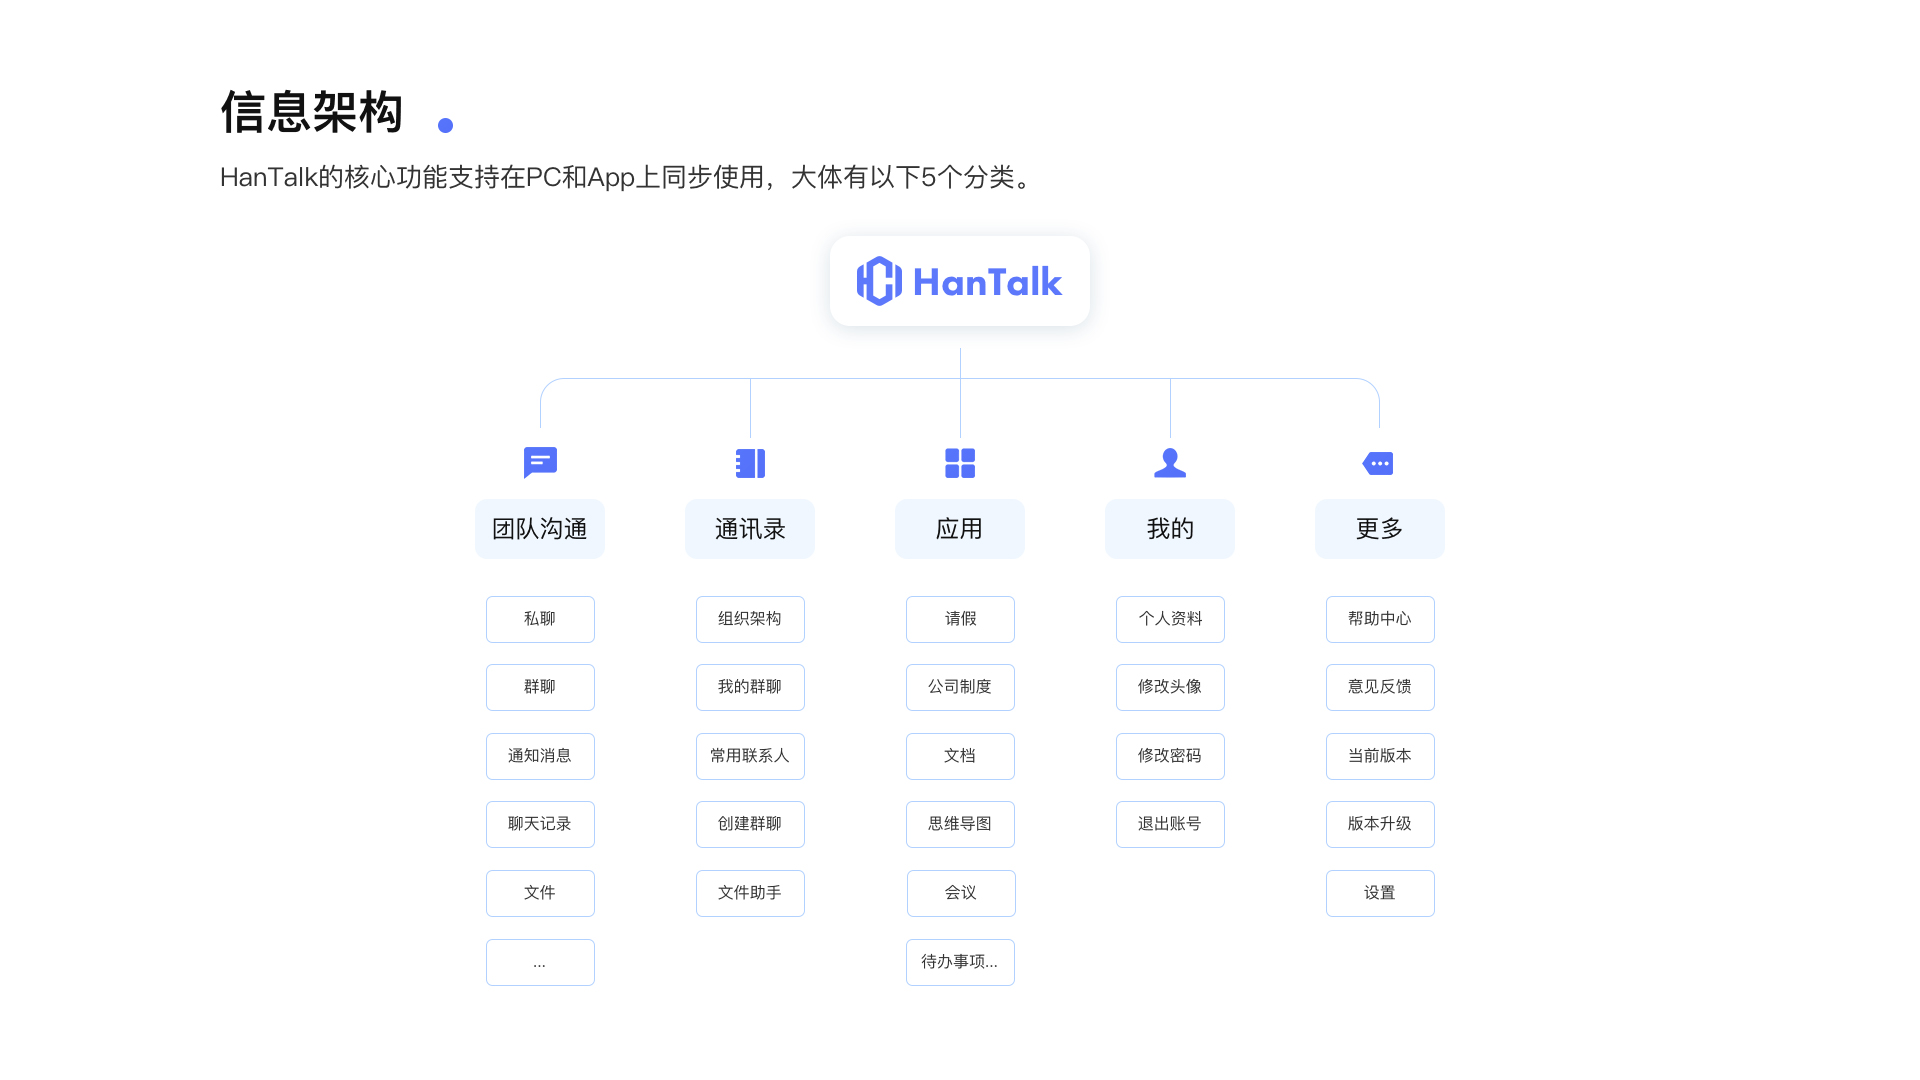 信息架构
HanTalk的核心功能支持在PC和App上同步使用，大体有以下5个分类。
HanTalk
团队沟通
私聊
群聊
通知消息
聊天记录
文件
...
通讯录
组织架构
我的群聊
常用联系人
创建群聊
文件助手
应用
请假
公司制度
文档
思维导图
会议
待办事项...
我的
个人资料
修改头像
修改密码
退出账号
更多
帮助中心
意见反馈
当前版本
版本升级
设置